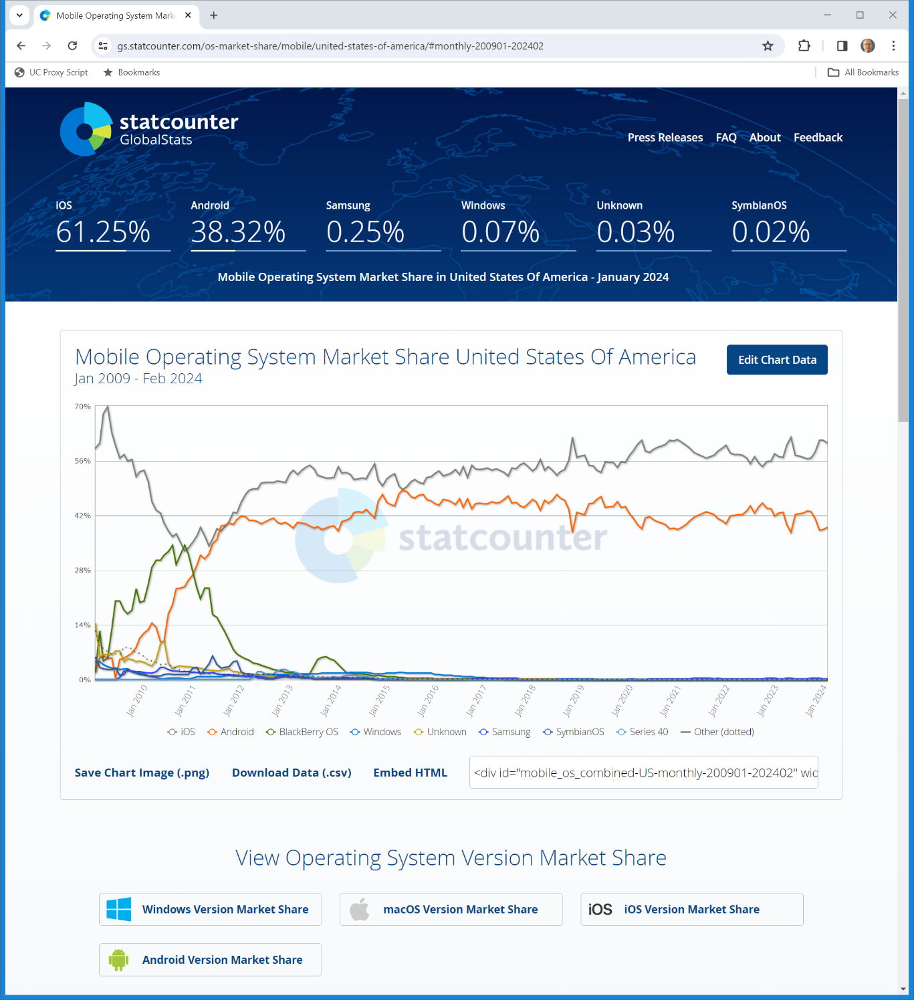 Mobile Operating System Mark
gs.statcounter.com/os-market-share/mobile/united-states-of-america/#monthly-200901-202402
UC Proxy Script Bookmarks All Bookmarks
statcounter
GlobalStats
Press Releases FAQ About Feedback
iOS Android Samsung Windows Unknown SymbianOS
61.25% 38.32% 0.25% 0.07% 0.03% 0.02%
Mobile Operating System Market Share in United States Of America - January 2024
Mobile Operating System Market Share United States Of America
Jan 2009 - Feb 2024
Edit Chart Data
70%
56%
42%
28%
14%
0%
statcounter
Jan 2010 Jan 2011 Jan 2012 Jan 2013 Jan 2014 Jan 2015 Jan 2016 Jan 2017 Jan 2018 Jan 2019 Jan 2020 Jan 2021 Jan 2022 Jan 2023 Jan 2024
iOS Android BlackBerry OS Windows Unknown Samsung SymbianOS Series 40 Other (dotted)
Save Chart Image (.png) Download Data (.csv) Embed HTML <div id="mobile_os_combined-US-monthly-200901-202402" wid
View Operating System Version Market Share
Windows Version Market Share macOS Version Market Share iOS iOS Version Market Share
Android Version Market Share